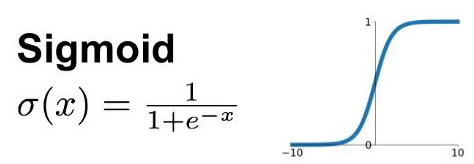 Sigmoid
σ(x) = 1/(1+e^{-x})
1
0
-10
10